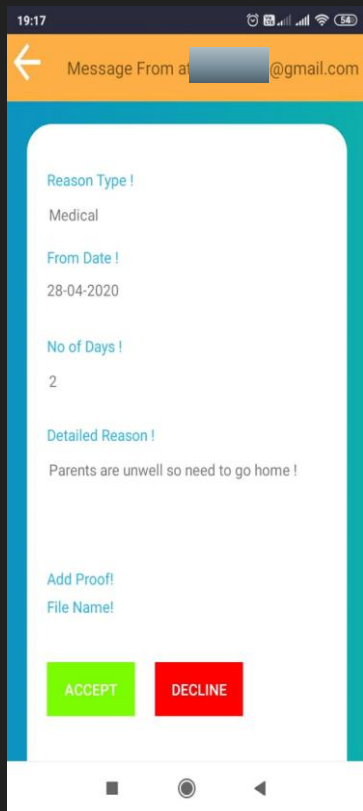 19:17
54
Message From at @gmail.com
Reason Type !
Medical
From Date !
28-04-2020
No of Days !
2
Detailed Reason !
Parents are unwell so need to go home !
Add Proof!
File Name!
ACCEPT DECLINE